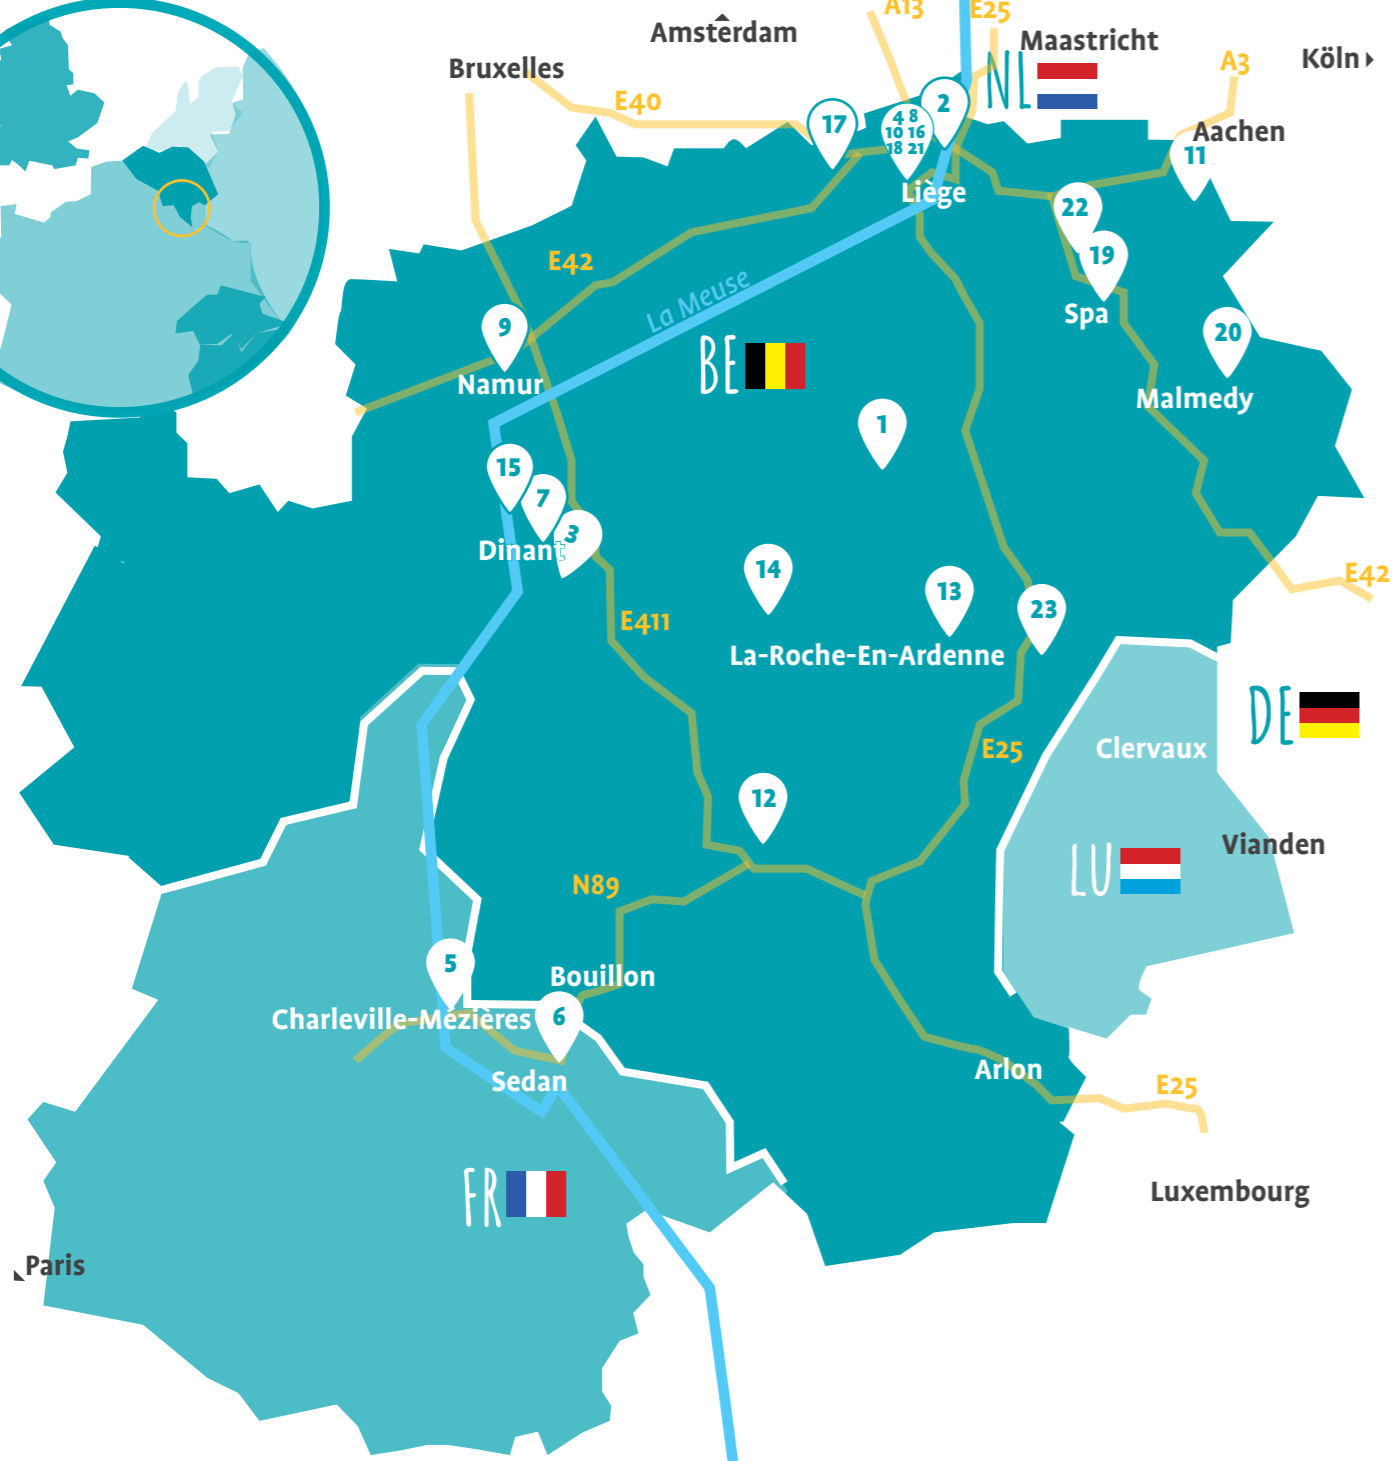 A13
E25
Amsterdam
Maastricht
Köln
Bruxelles
A3
NL
E40
2
17
4 8
10 16
18 21
Aachen
11
Liège
22
19
E42
La Meuse
Spa
9
20
BE
Namur
Malmedy
1
15
7
3
Dinant
14
13
E42
23
E411
La-Roche-En-Ardenne
DE
E25
Clervaux
12
Vianden
LU
N89
5
Bouillon
Charleville-Mézières
6
Arlon
Sedan
E25
FR
Luxembourg
Paris